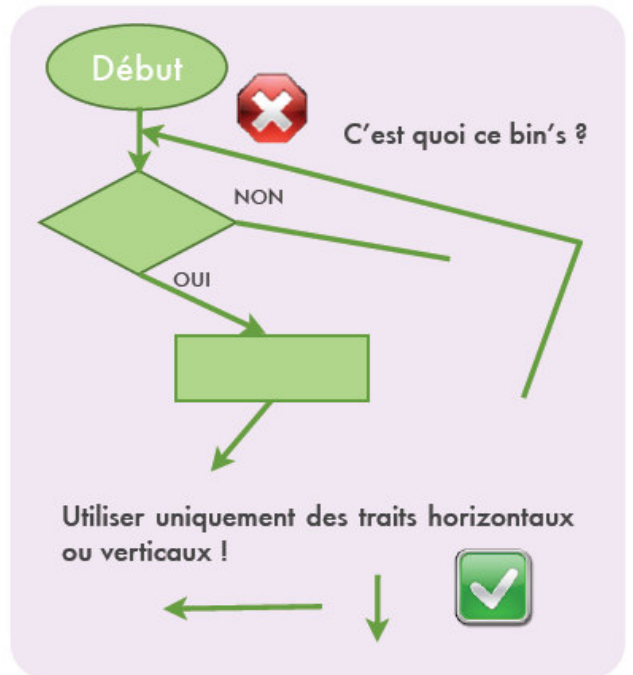 Début
C'est quoi ce bin's ?
NON
OUI
Utiliser uniquement des traits horizontaux
ou verticaux !